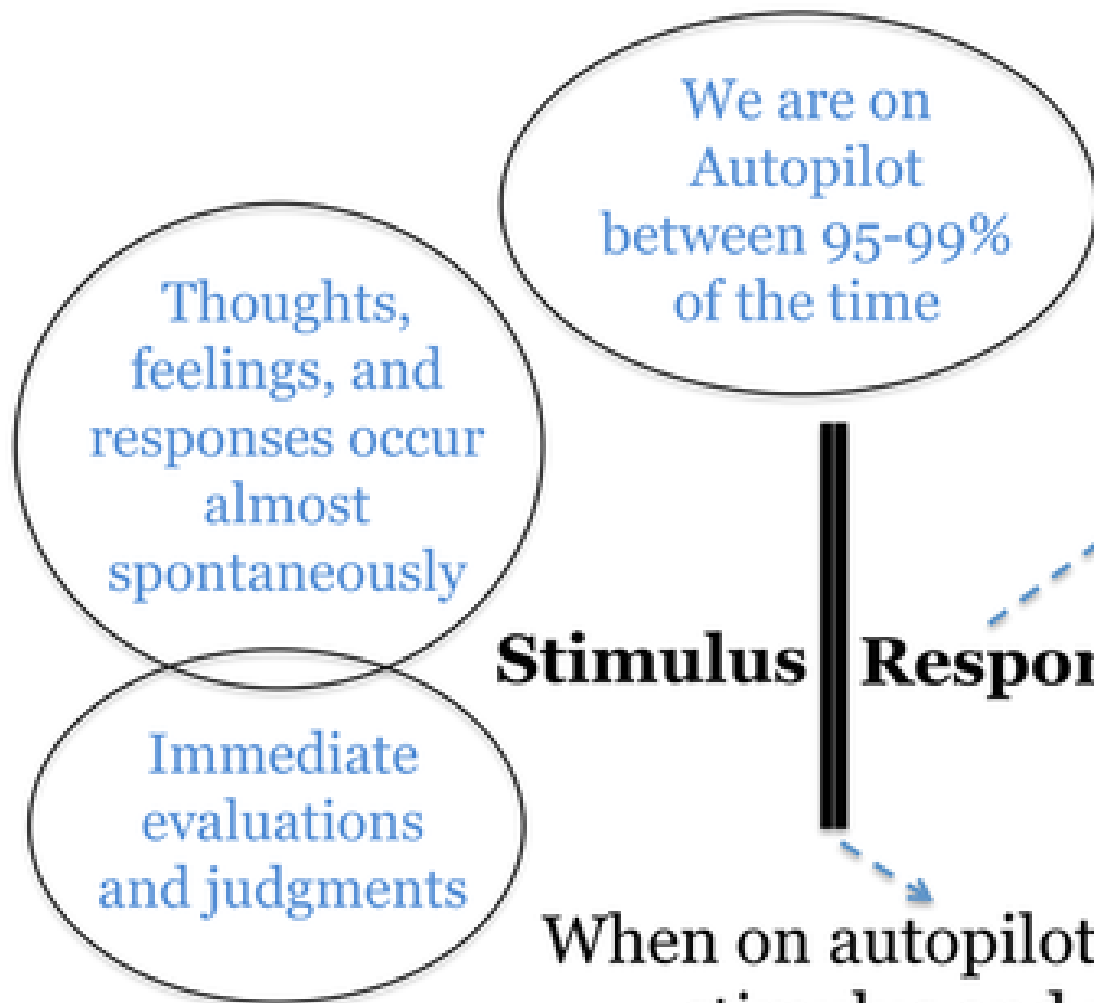 We are on
Autopilot
between 95-99%
of the time
Thoughts,
feelings, and
responses occur
almost
spontaneously
Stimulus Respon
Immediate
evaluations
and judgments
When on autopilot